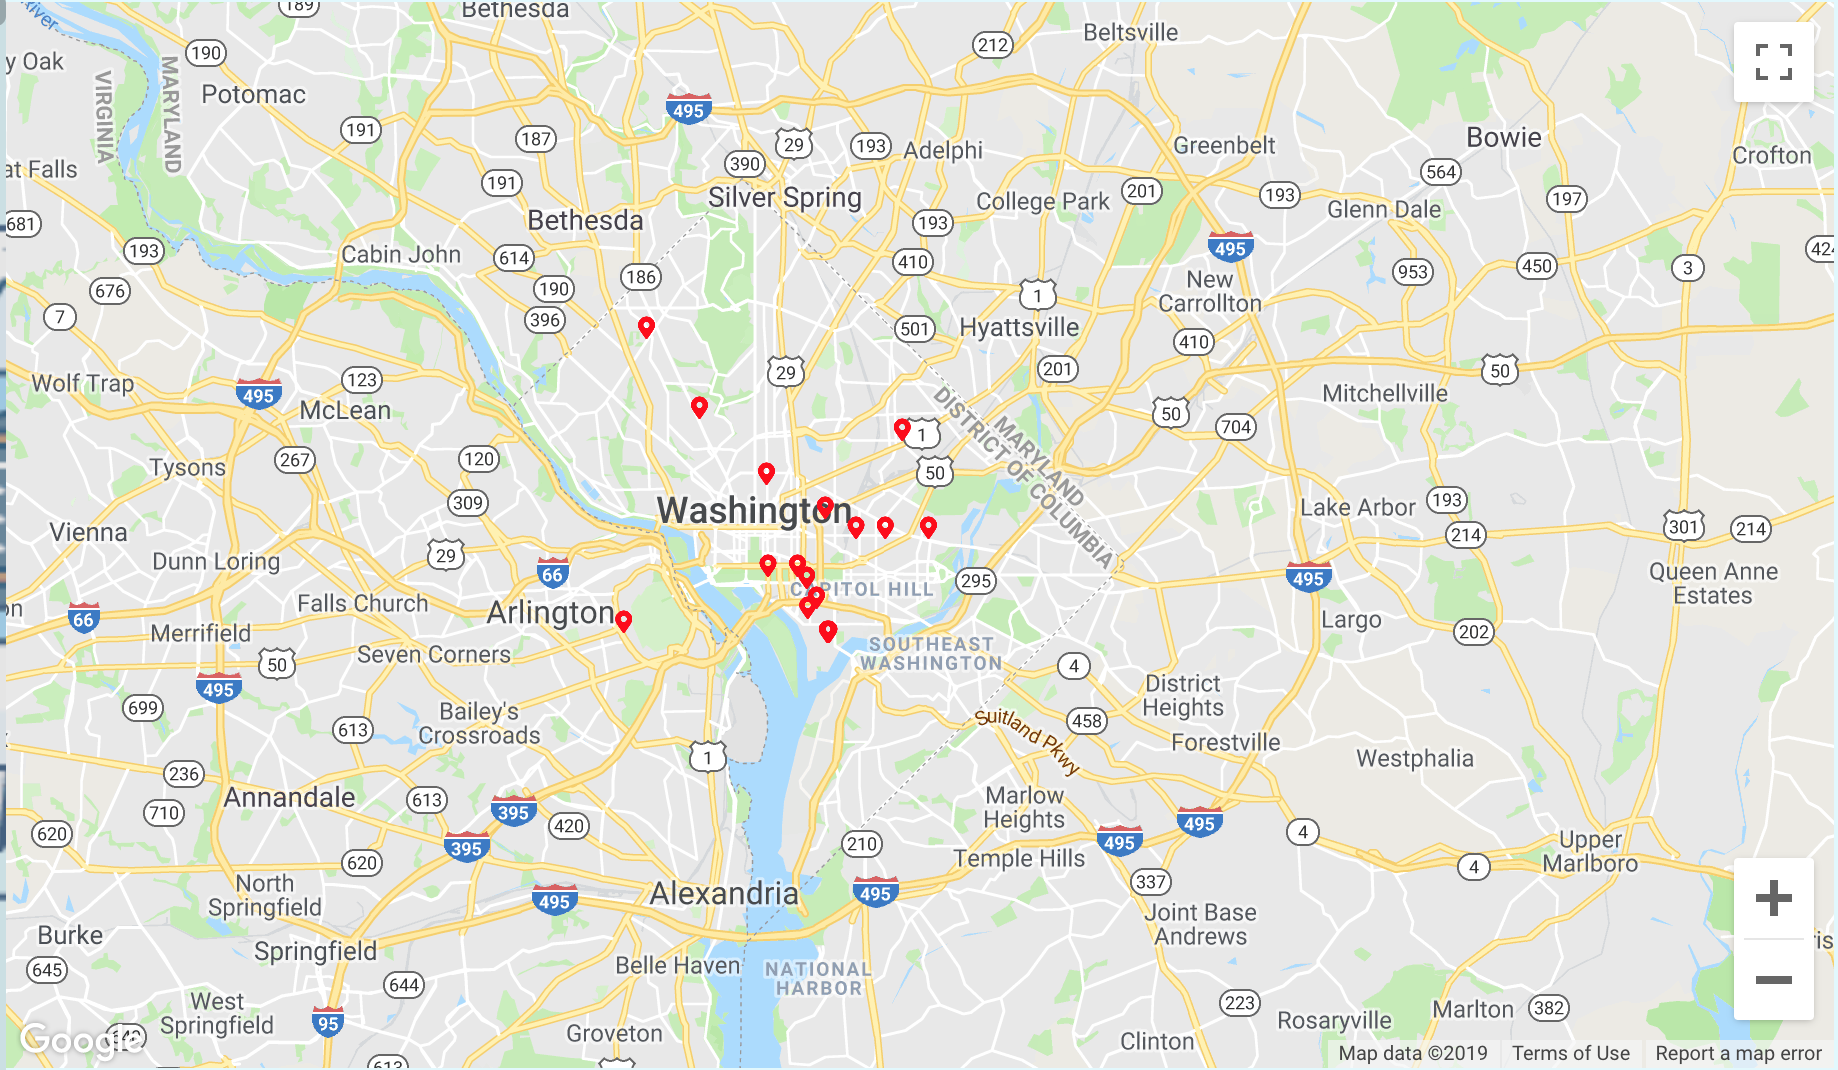 189
Bethesda
River
190
212
Beltsville
y Oak
Potomac
VIRGINIA
MARYLAND
495
191
187
29
193
390
Adelphi
Greenbelt
Bowie
Crofton
at Falls
191
Silver Spring
201
193
564
197
College Park
Glenn Dale
681
Bethesda
193
193
Cabin John
614
410
495
953
450
3
424
676
190
186
1
New
Carrollton
7
396
501
Hyattsville
410
Wolf Trap
495
123
29
201
50
McLean
Mitchellville
DISTRICT OF COLUMBIA
MARYLAND
1
50
704
Tysons
267
120
50
309
Washington
Lake Arbor
193
Vienna
29
214
301
214
Dunn Loring
66
CAPITOL HILL
295
495
Queen Anne
Estates
on
66
Falls Church
Arlington
Largo
202
Merrifield
50
Seven Corners
SOUTHEAST
WASHINGTON
4
495
699
Bailey's
Crossroads
District
Heights
613
Suitland Pkwy
458
Forestville
1
Westphalia
236
Annandale
613
395
Marlow
Heights
710
420
495
4
620
395
210
495
Upper
Marlboro
620
Temple Hills
4
North
Springfield
495
Alexandria
495
337
Joint Base
Andrews
Burke
Springfield
645
Belle Haven
NATIONAL
HARBOR
644
West
Springfield
95
223
Marlton
382
Rosaryville
Groveton
Clinton
Google
613
Map data ©2019
Terms of Use
Report a map error